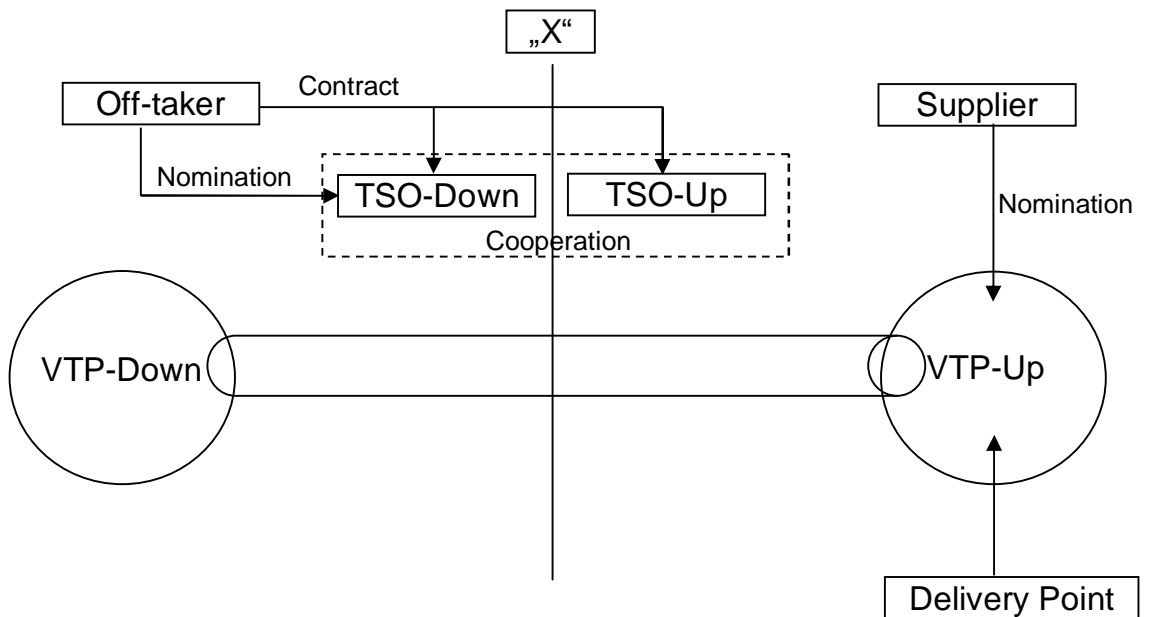 „X“
Off-taker
Contract
Supplier
Nomination
TSO-Down
TSO-Up
Nomination
Cooperation
VTP-Down
VTP-Up
Delivery Point